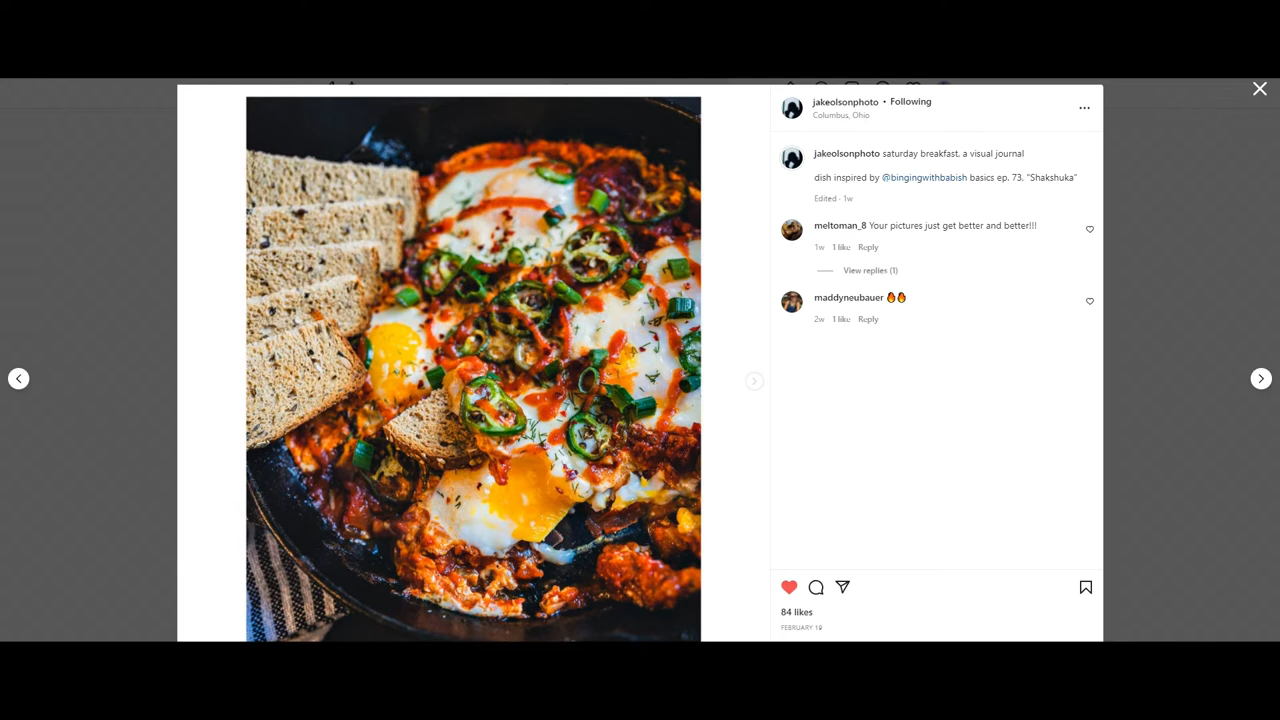 jakeolsonphoto • Following
Columbus, Ohio
jakeolsonphoto saturday breakfast, a visual journal
dish inspired by @bingingwithbabish basics ep. 73, "Shakshuka"
Edited · 1w
meltoman_8 Your pictures just get better and better!!!
1w 1 like Reply
View replies (1)
maddyneubauer 🔥🔥
2w 1 like Reply
84 likes
FEBRUARY 19